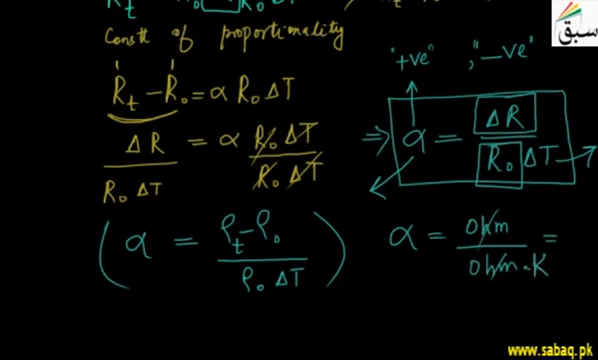 Constt of proportionality
سبق
"+ve" , "-ve"
Rₜ - R₀ = α R₀ ΔT
ΔR / R₀ ΔT = α R₀ ΔT / R₀ ΔT ⇒ α = ΔR / R₀ ΔT
( α = ρₜ - ρ₀ / ρ₀ ΔT ) α = Ohm / Ohm.K =
www.sabaq.pk